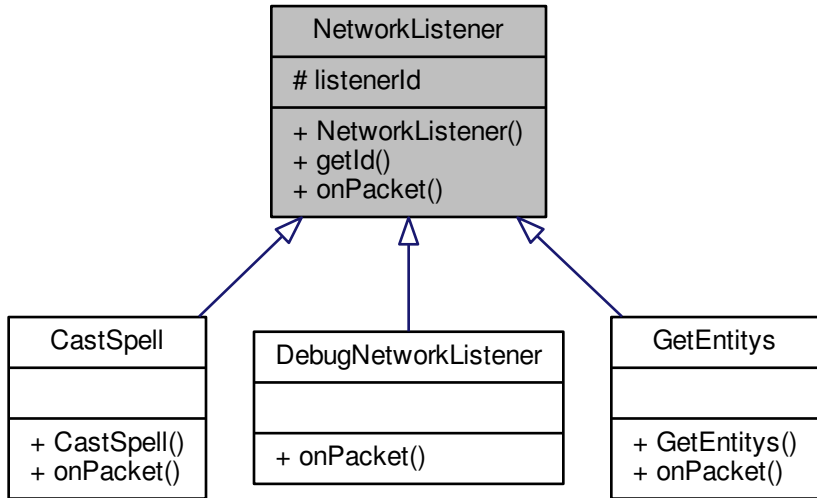 NetworkListener
# listenerId
+ NetworkListener()
+ getId()
+ onPacket()
CastSpell
+ CastSpell()
+ onPacket()
DebugNetworkListener
+ onPacket()
GetEntitys
+ GetEntitys()
+ onPacket()